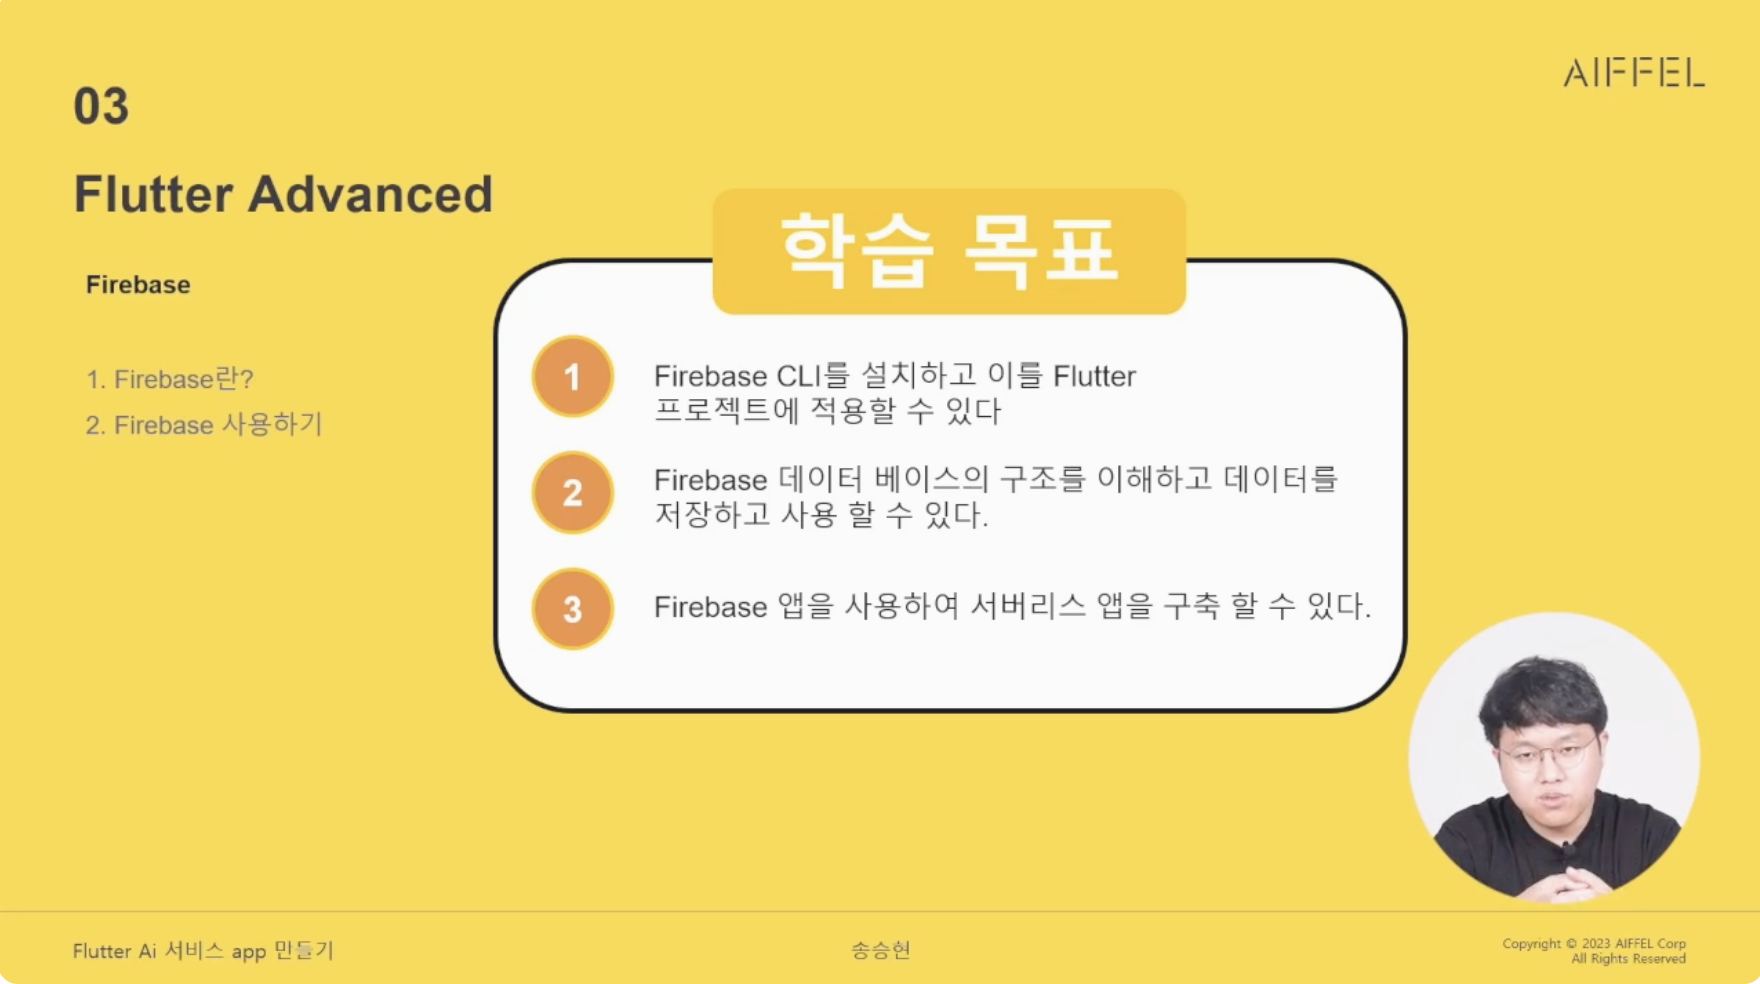 AIFFEL
03
Flutter Advanced
Firebase
1. Firebase란?
2. Firebase 사용하기
학습 목표
1
Firebase CLI를 설치하고 이를 Flutter
프로젝트에 적용할 수 있다
2
Firebase 데이터 베이스의 구조를 이해하고 데이터를
저장하고 사용 할 수 있다.
3
Firebase 앱을 사용하여 서버리스 앱을 구축 할 수 있다.
Flutter Ai 서비스 app 만들기
송승현
Copyright © 2023 AIFFEL Corp
All Rights Reserved